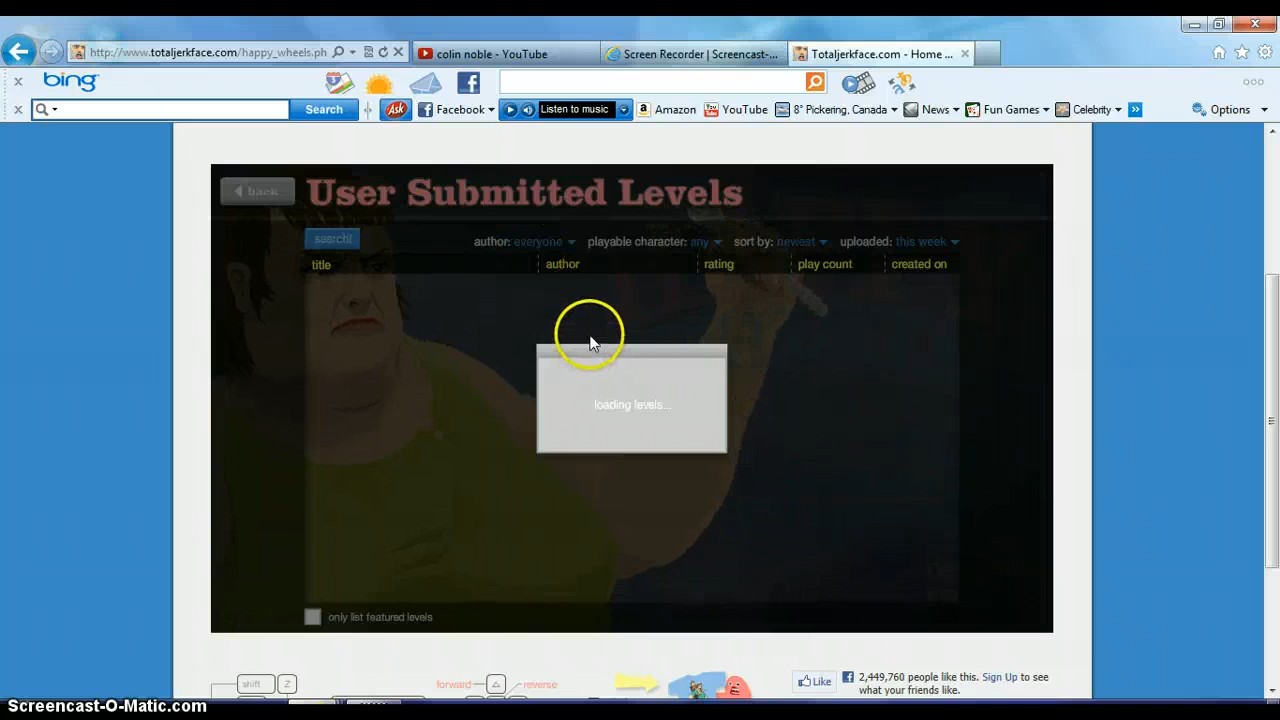 http://www.totaljerkface.com/happy_wheels.ph
colin noble - YouTube
Screen Recorder | Screencast-...
Totaljerkface.com - Home ...
bing
Search
Ask
Facebook
Listen to music
Amazon
YouTube
8° Pickering, Canada
News
Fun Games
Celebrity
Options
back
User Submitted Levels
search!
author: everyone
playable character: any
sort by: newest
uploaded: this week
title
author
rating
play count
created on
loading levels...
only list featured levels
shift
Z
forward
reverse
Like
2,449,760 people like this. Sign Up to see
what your friends like.
Screencast-O-Matic.com